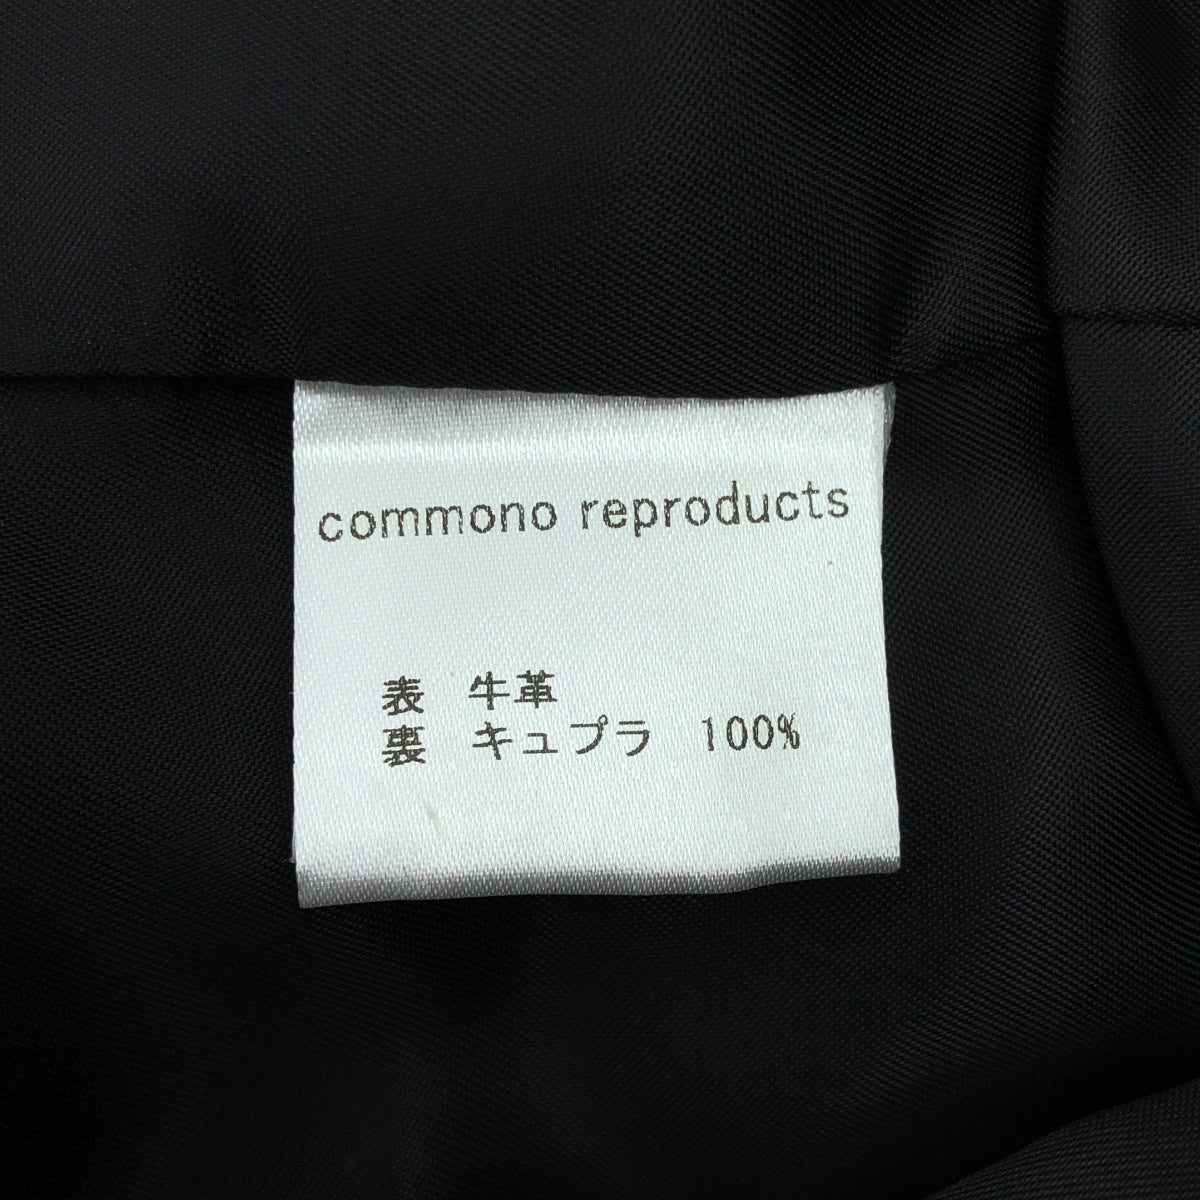 commono reproducts
表　牛革
裏　キュプラ　100%